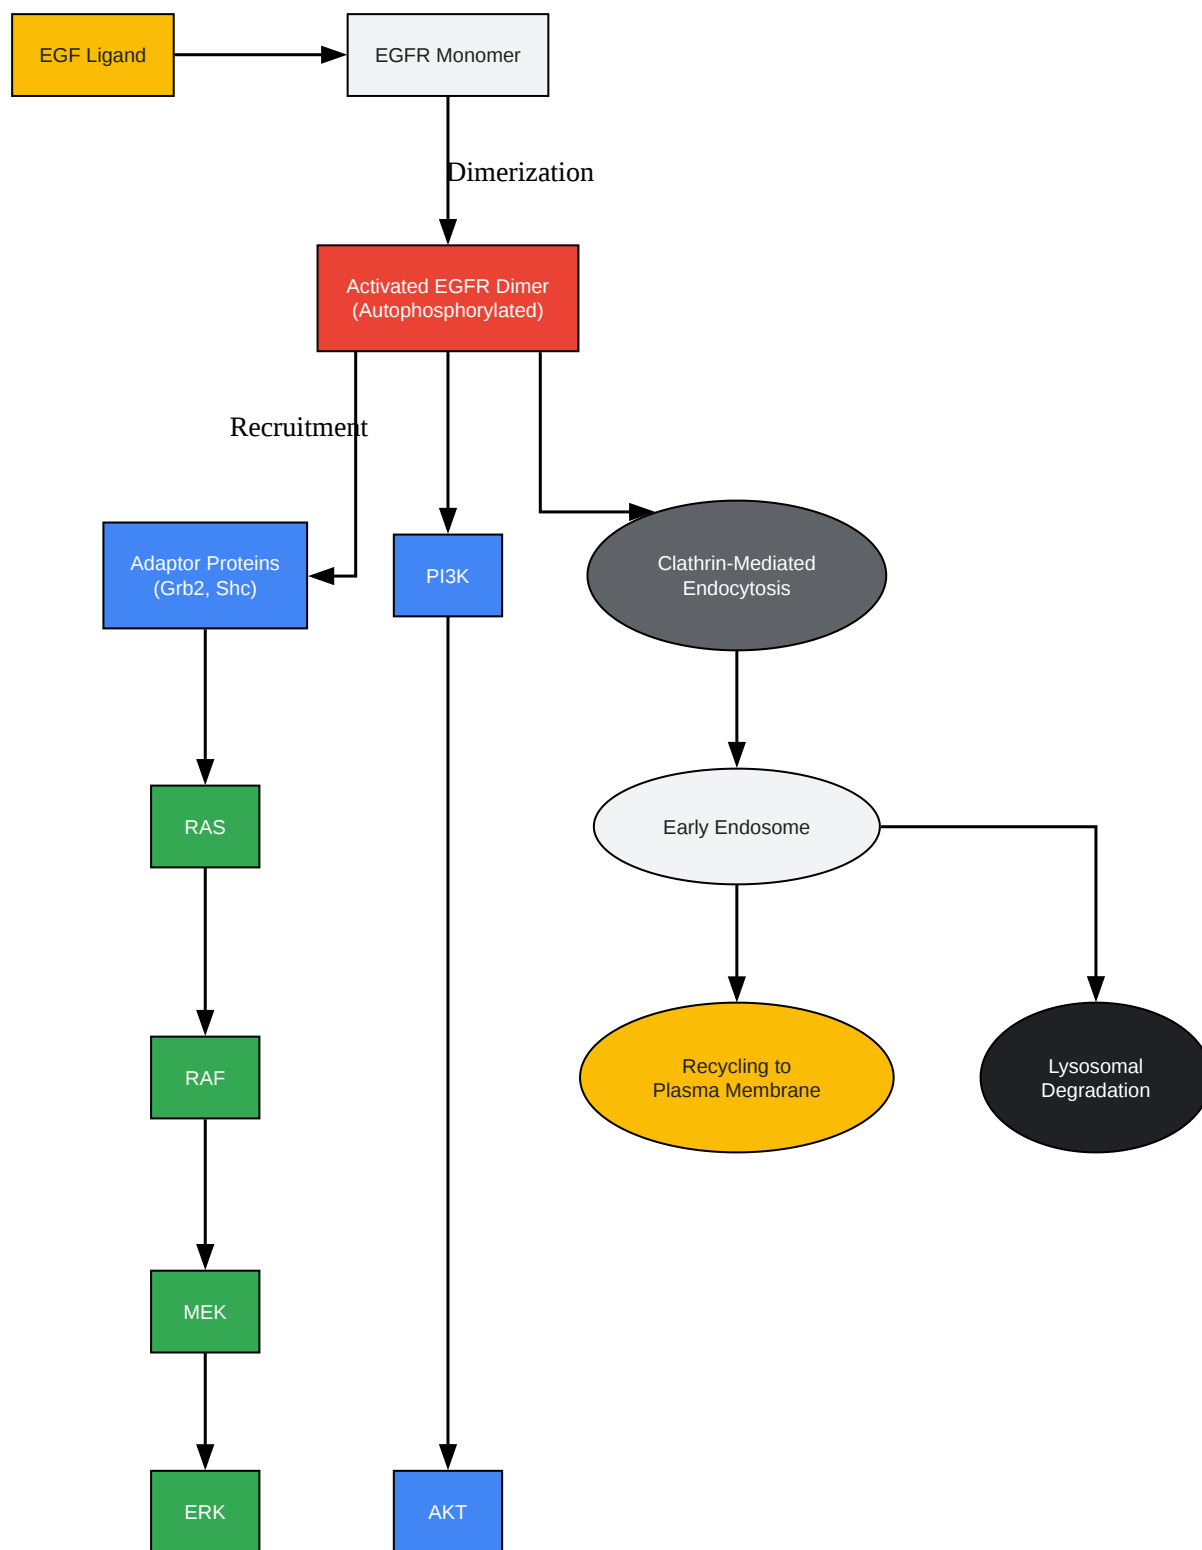 EGF Ligand
EGFR Monomer
Dimerization
Activated EGFR Dimer
(Autophosphorylated)
Recruitment
Adaptor Proteins
(Grb2, Shc)
PI3K
Clathrin-Mediated
Endocytosis
RAS
Early Endosome
RAF
Recycling to
Plasma Membrane
Lysosomal
Degradation
MEK
ERK
AKT